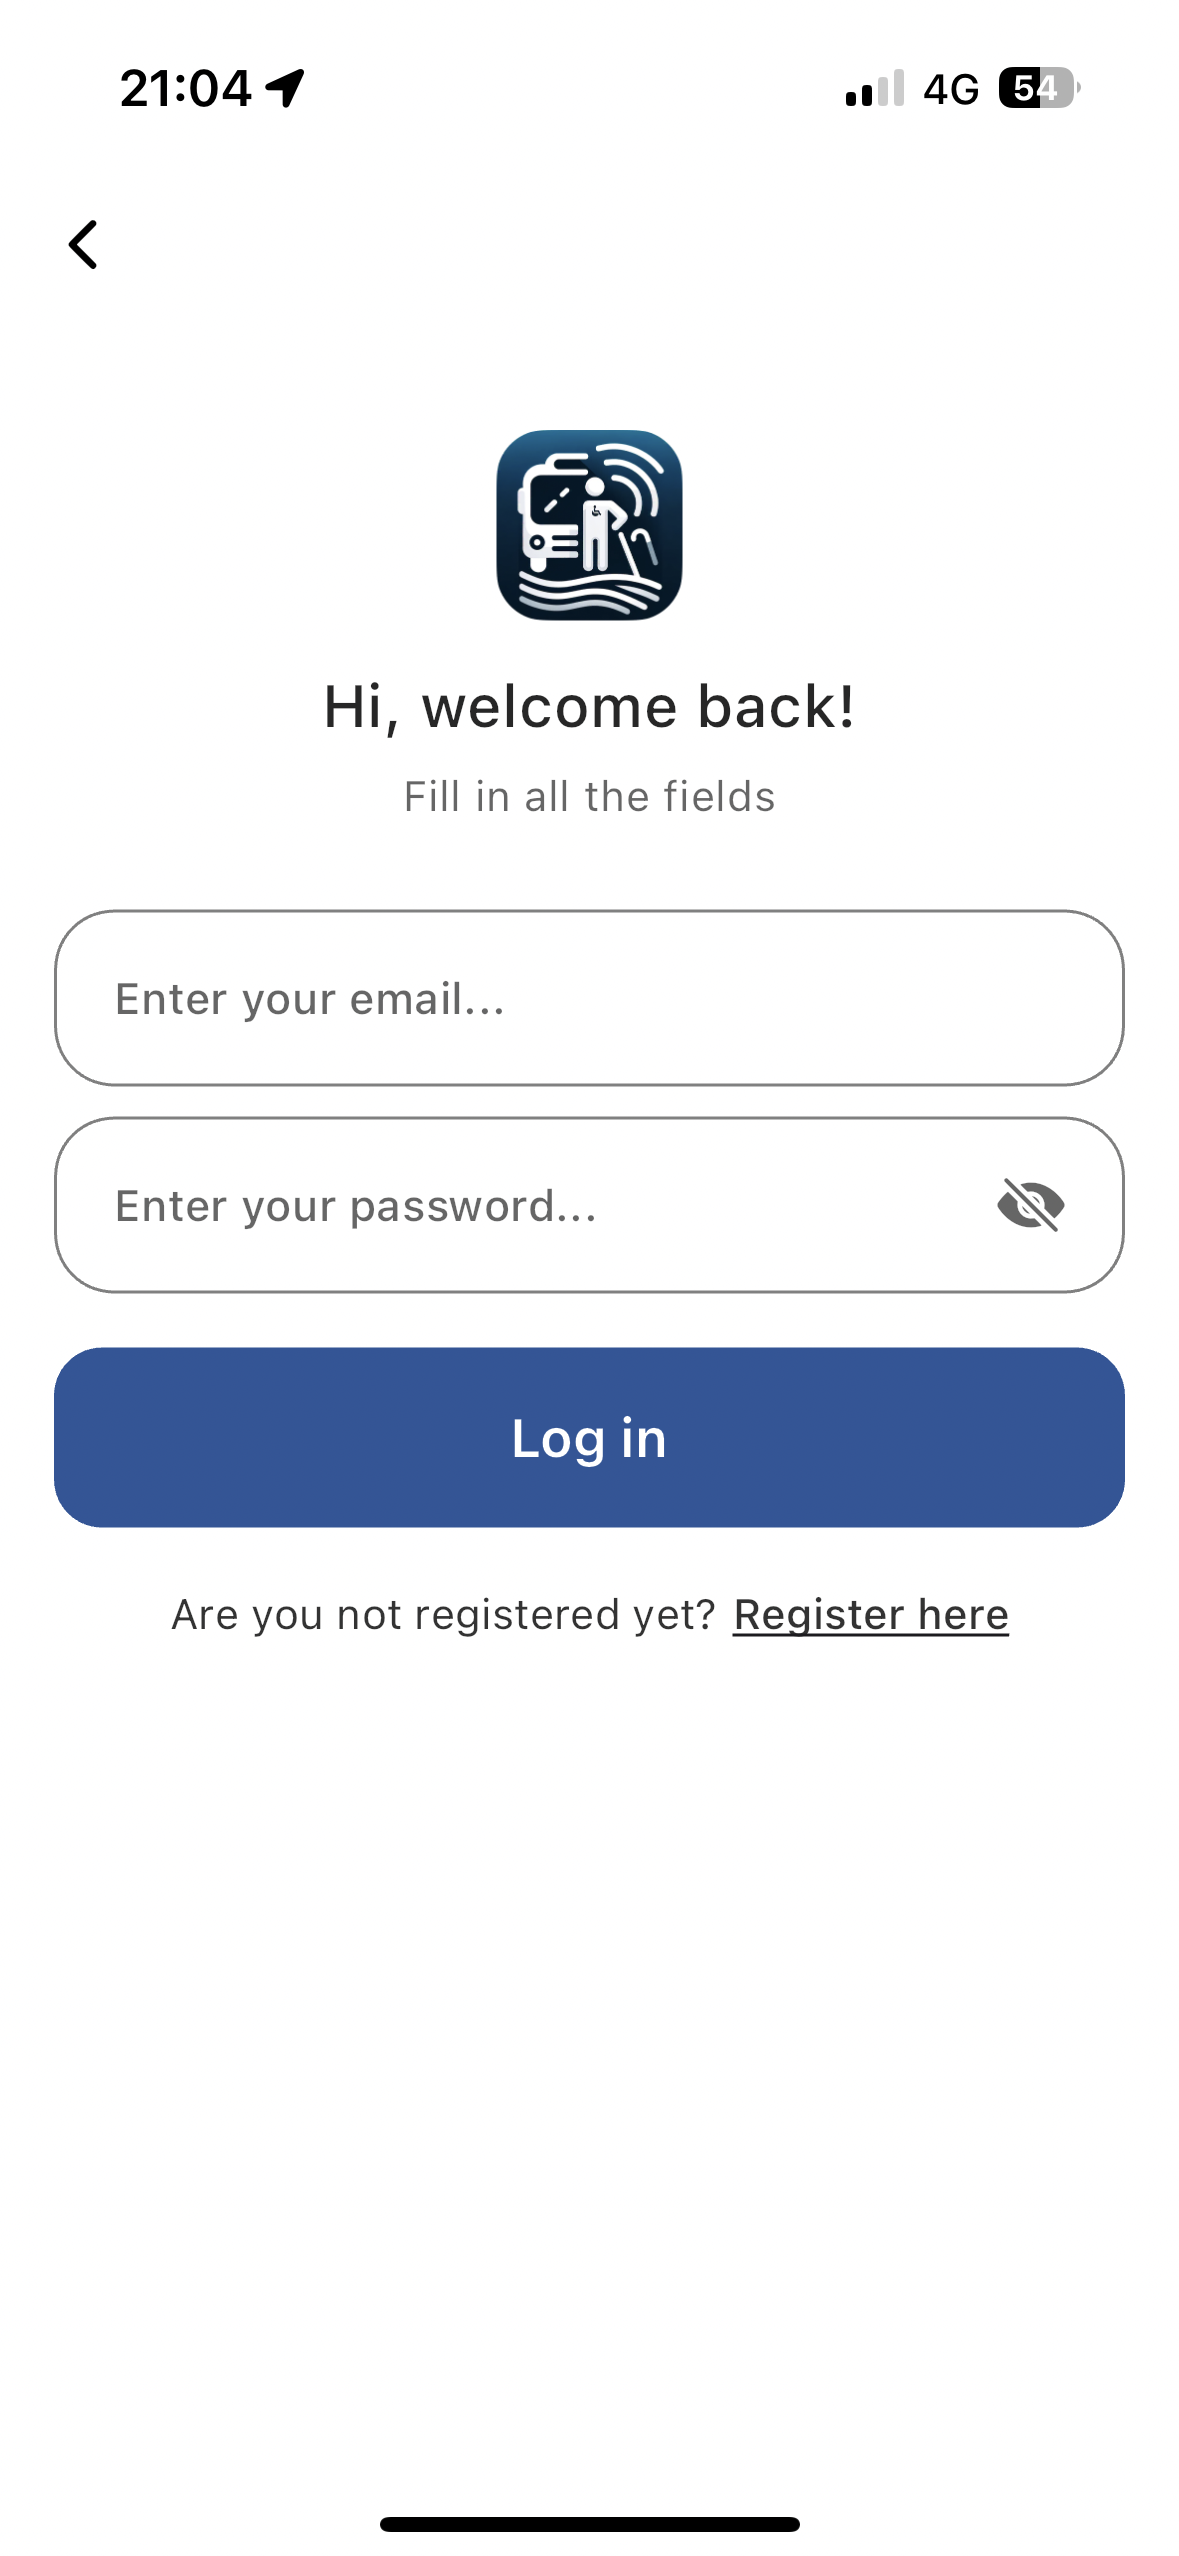 21:04 4G 54
Hi, welcome back!
Fill in all the fields
Enter your email...
Enter your password...
Log in
Are you not registered yet? Register here